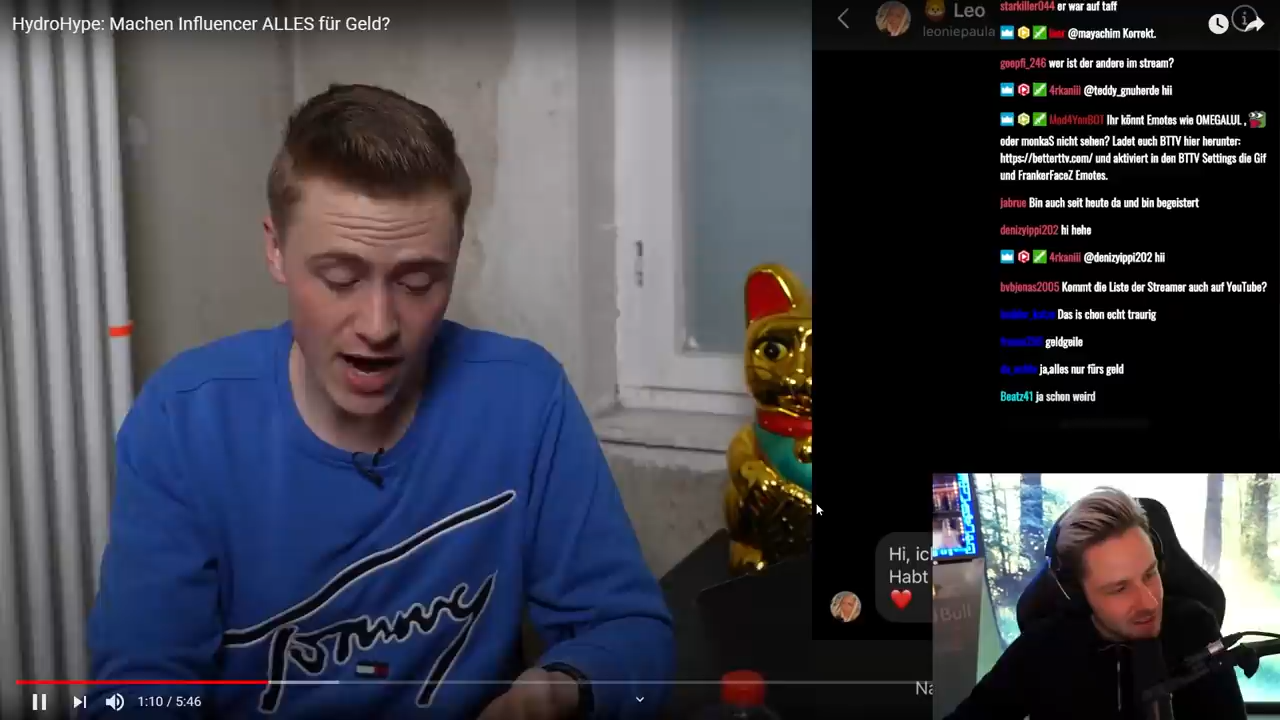 HydroHype: Machen Influencer ALLES für Geld?
Leo
leoniepaula
starkiller044 er war auf taff
@mayachim Korrekt.
goepfi_246 wer ist der andere im stream?
4rkaniii @teddy_gnuherde hii
Mod4YouBOT Ihr könnt Emotes wie OMEGALUL ,
oder monkaS nicht sehen? Ladet euch BTTV hier herunter:
https://betterttv.com/ und aktiviert in den BTTV Settings die Gif
und FrankerFaceZ Emotes.
jabrue Bin auch seit heute da und bin begeistert
denizyippi202 hi hehe
4rkaniii @denizyippi202 hii
bvbjonas2005 Kommt die Liste der Streamer auch auf YouTube?
Das is chon echt traurig
geldgeile
ja,alles nur fürs geld
Beatz41 ja schon weird
Hi, ic
Habt
Bull
Tommy
1:10 / 5:46
Na